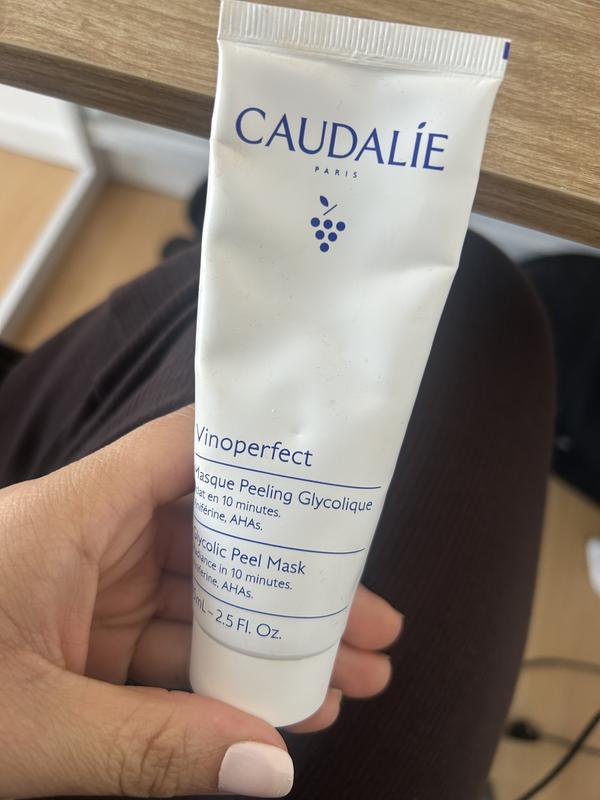 CAUDALÍE
PARIS
Vinoperfect
Masque Peeling Glycolique
en 10 minutes.
AHAs.
Glycolic Peel Mask
in 10 minutes.
AHAs.
– 2.5 Fl. Oz.